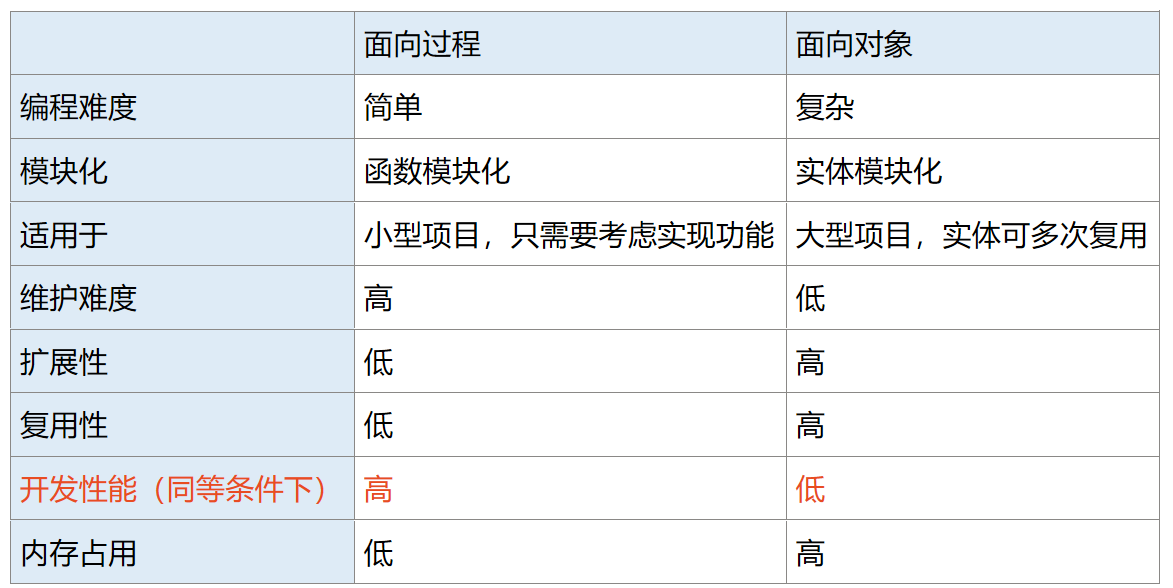 面向过程 面向对象
编程难度 简单 复杂
模块化 函数模块化 实体模块化
适用于 小型项目，只需要考虑实现功能 大型项目，实体可多次复用
维护难度 高 低
扩展性 低 高
复用性 低 高
开发性能（同等条件下） 高 低
内存占用 低 高